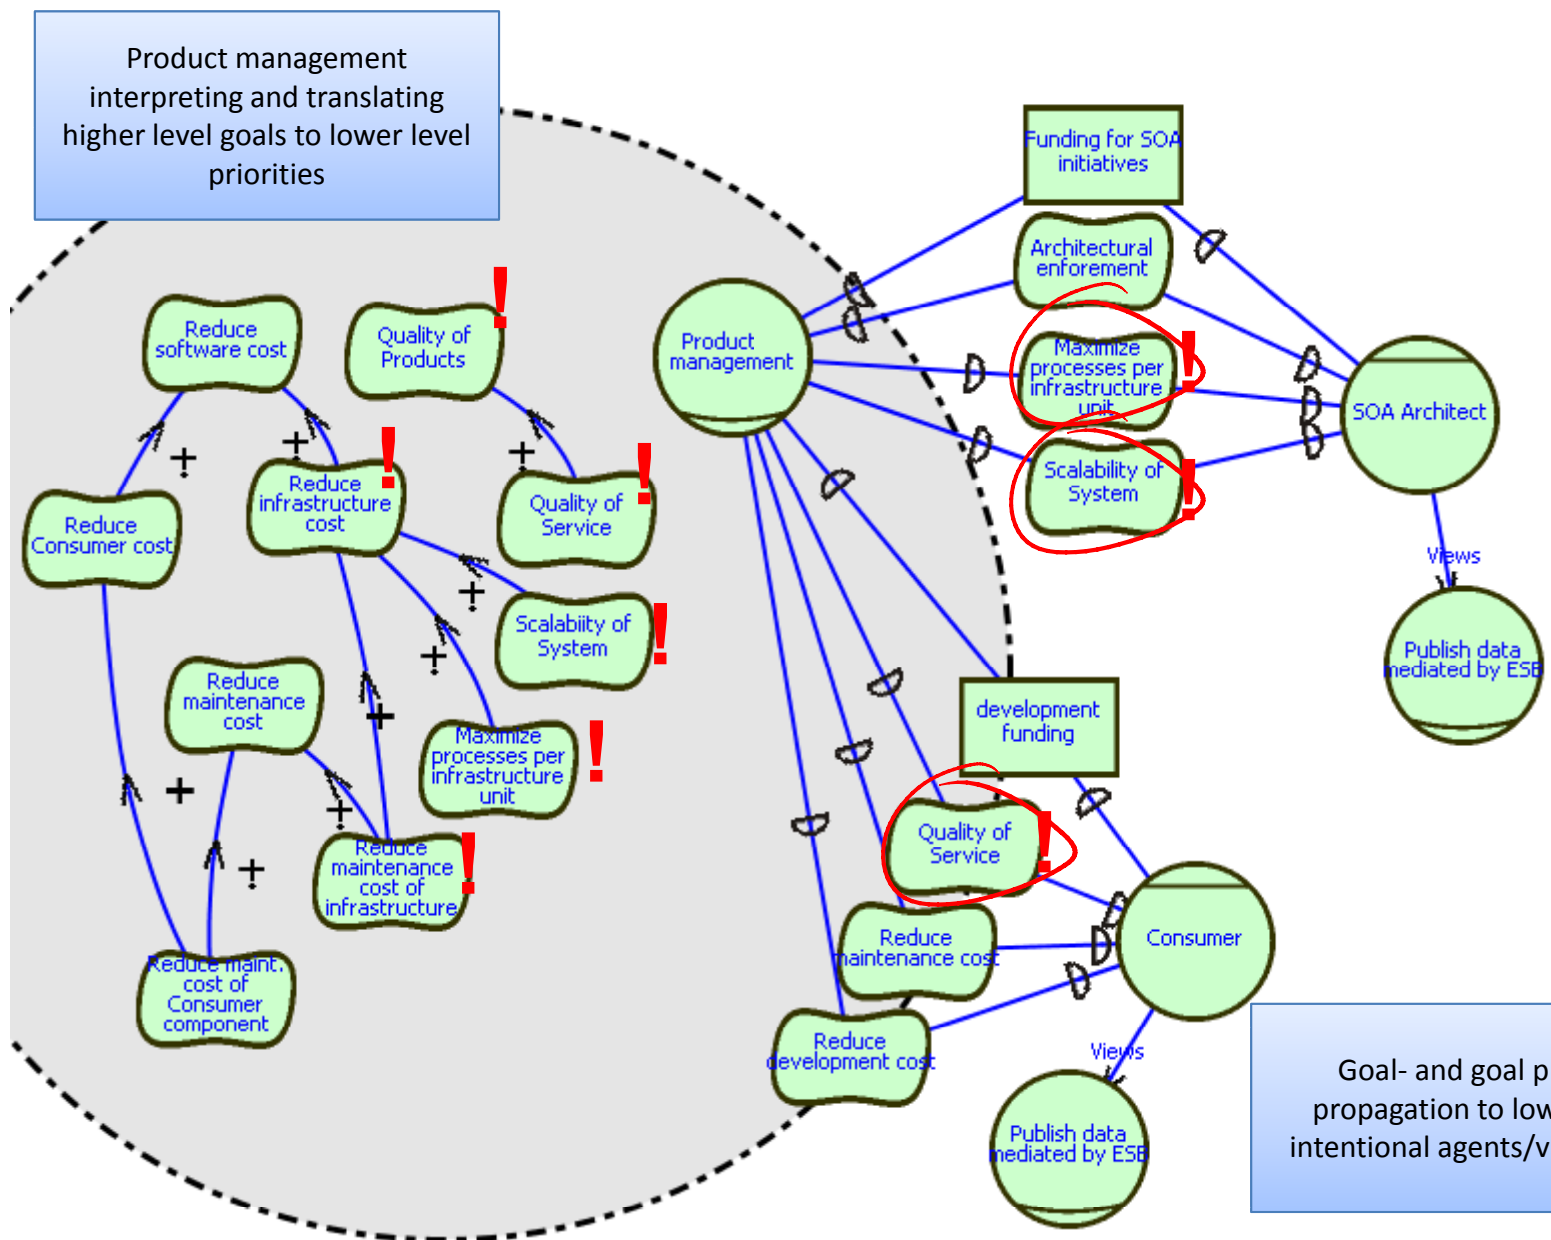 Product management
interpreting and translating
higher level goals to lower level
priorities
Funding for SOA
initiatives
Architectural
enforement
Maximize
processes per
infrastructure
unit
!
Scalability of
System
!
Product
management
SOA Architect
Views
Publish data
mediated by ESB
Reduce
software cost
Quality of
Products
!
+
+
+
Reduce
Consumer cost
Reduce
infrastructure
cost
!
Quality of
Service
!
+
Scalabiity of
System
!
+
Reduce
maintenance
cost
+
Maximize
processes per
infrastructure
unit
!
+
+
+
Reduce
maintenance
cost of
infrastructure
!
Reduce maint.
cost of
Consumer
component
development
funding
Quality of
Service
!
Reduce
maintenance cost
Reduce
development cost
Consumer
Views
Publish data
mediated by ESB
Goal- and goal p
propagation to low
intentional agents/v